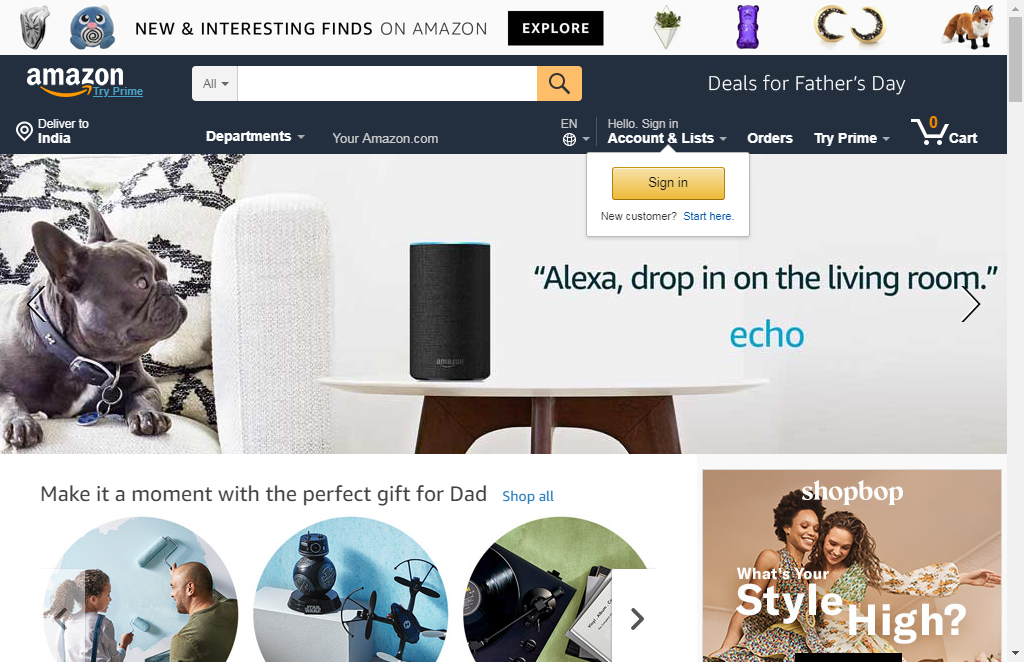 NEW & INTERESTING FINDS ON AMAZON EXPLORE
amazon
Try Prime
All
Deals for Father's Day
Deliver to
India
Departments
Your Amazon.com
EN
Hello. Sign in
Account & Lists
Orders
Try Prime
0
Cart
Sign in
New customer? Start here.
“Alexa, drop in on the living room.”
echo
amazon
Make it a moment with the perfect gift for Dad Shop all
STAR WARS
shopbop
What's Your
Style
High?